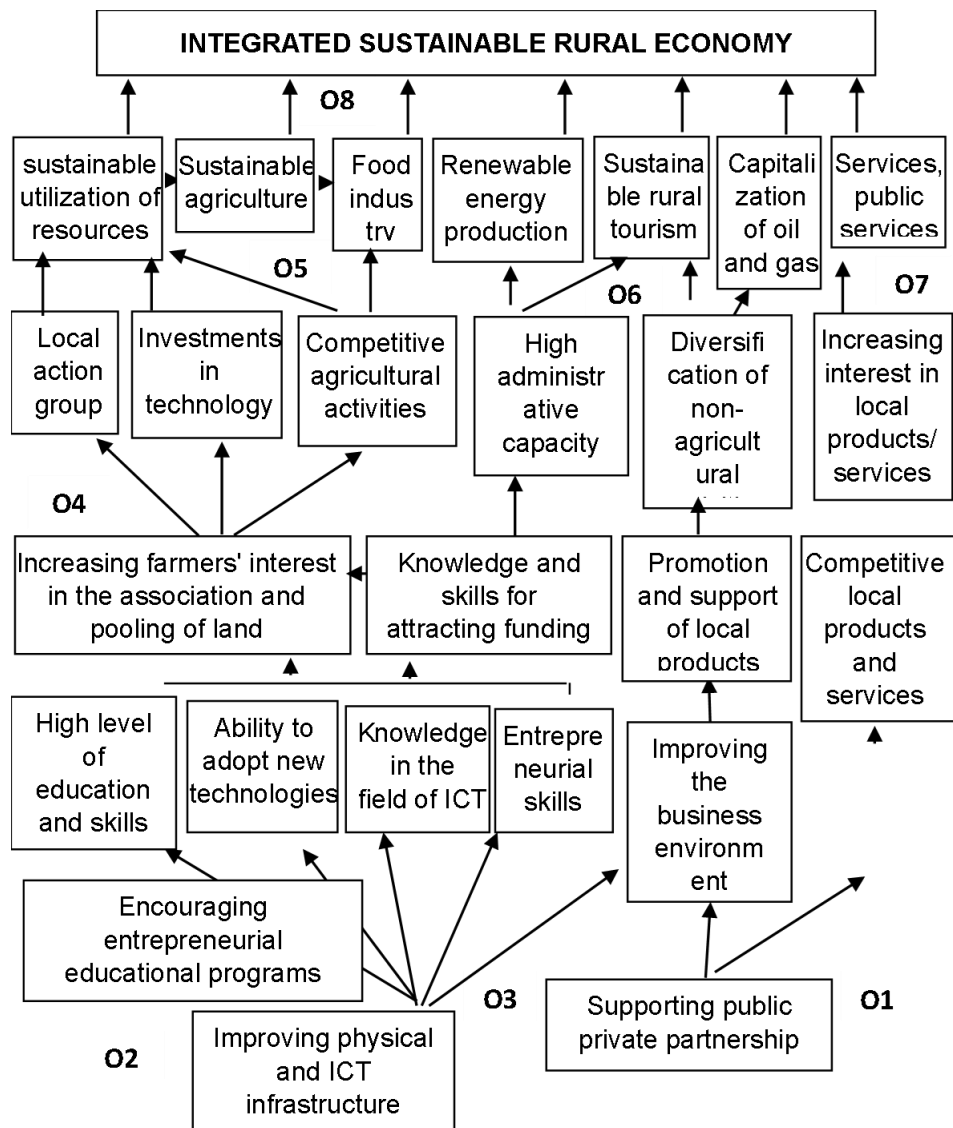 INTEGRATED SUSTAINABLE RURAL ECONOMY
O8
sustainable
utilization of
resources
Sustainable
agriculture
Food
indus
try
Renewable
energy
production
Sustaina
ble rural
tourism
Capitali
zation
of oil
and gas
Services,
public
services
O5
O6
O7
Local
action
group
Investments
in
technology
Competitive
agricultural
activities
High
administr
ative
capacity
Diversifi
cation of
non-
agricult
ural
Increasing
interest in
local
products/
services
O4
Increasing farmers' interest
in the association and
pooling of land
Knowledge and
skills for
attracting funding
Promotion
and support
of local
products
Competitive
local
products
and
services
High level
of
education
and skills
Ability to
adopt new
technologies
Knowledge
in the
field of ICT
Entrepre
neurial
skills
Improving
the
business
environm
ent
Encouraging
entrepreneurial
educational programs
O3
O1
Supporting public
private partnership
O2
Improving physical
and ICT
infrastructure